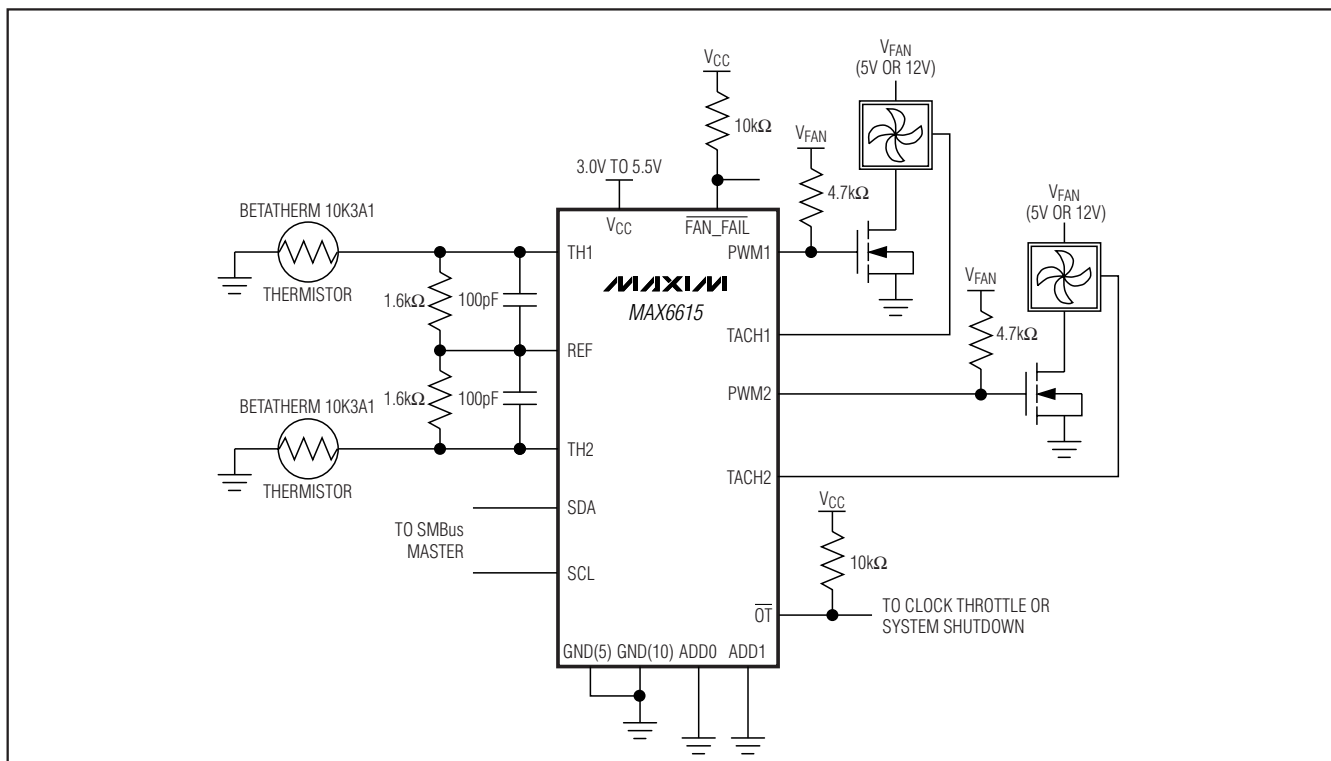 VCC
10kΩ
VFAN
(5V OR 12V)
VFAN
4.7kΩ
3.0V TO 5.5V
VCC
FAN_FAIL
BETATHERM 10K3A1
THERMISTOR
TH1
1.6kΩ
100pF
REF
1.6kΩ
100pF
BETATHERM 10K3A1
THERMISTOR
TH2
SDA
TO SMBus
MASTER
SCL
MAXIM
MAX6615
PWM1
TACH1
PWM2
TACH2
VFAN
(5V OR 12V)
VFAN
4.7kΩ
VCC
10kΩ
OT
TO CLOCK THROTTLE OR
SYSTEM SHUTDOWN
GND(5) GND(10) ADD0 ADD1